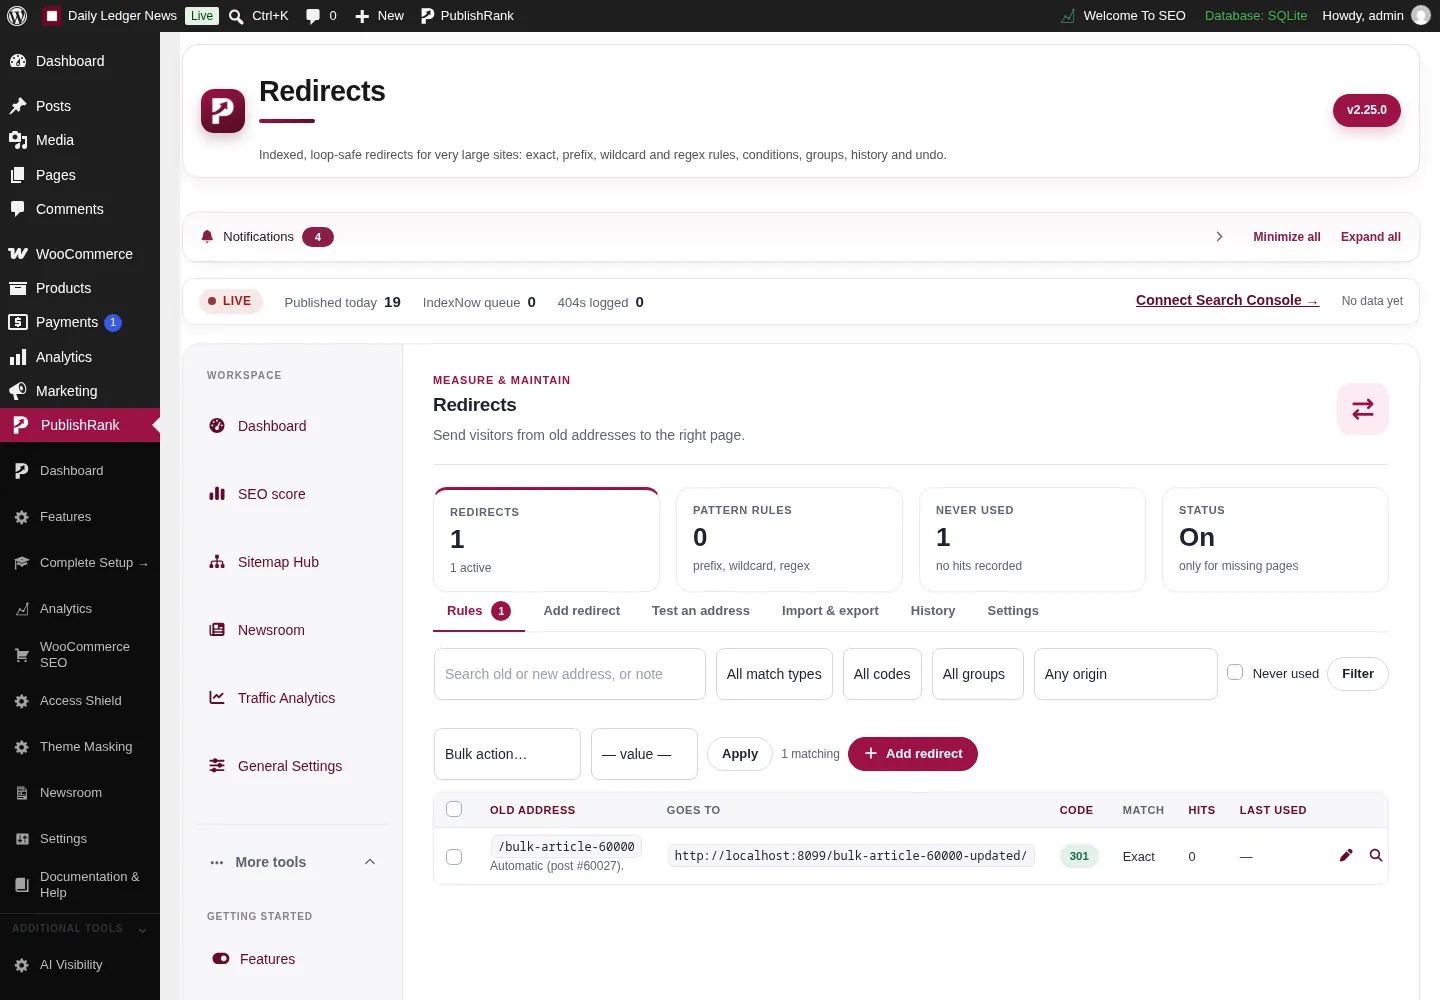 Daily Ledger News Live Ctrl+K 0 New PublishRank Welcome To SEO Database: SQLite Howdy, admin
Dashboard
Posts
Media
Pages
Comments
WooCommerce
Products
Payments 1
Analytics
Marketing
PublishRank
Dashboard
Features
Complete Setup →
Analytics
WooCommerce
SEO
Access Shield
Theme Masking
Newsroom
Settings
Documentation &
Help
ADDITIONAL TOOLS
AI Visibility
Redirects
v2.25.0
Indexed, loop-safe redirects for very large sites: exact, prefix, wildcard and regex rules, conditions, groups, history and undo.
Notifications 4 Minimize all Expand all
LIVE Published today 19 IndexNow queue 0 404s logged 0 Connect Search Console → No data yet
WORKSPACE
Dashboard
SEO score
Sitemap Hub
Newsroom
Traffic Analytics
General Settings
More tools
GETTING STARTED
Features
MEASURE & MAINTAIN
Redirects
Send visitors from old addresses to the right page.
REDIRECTS
1
1 active
PATTERN RULES
0
prefix, wildcard, regex
NEVER USED
1
no hits recorded
STATUS
On
only for missing pages
Rules 1 Add redirect Test an address Import & export History Settings
Search old or new address, or note All match types All codes All groups Any origin Never used Filter
Bulk action… — value — Apply 1 matching Add redirect
OLD ADDRESS GOES TO CODE MATCH HITS LAST USED
/bulk-article-60000 http://localhost:8099/bulk-article-60000-updated/ 301 Exact 0 —
Automatic (post #60027).